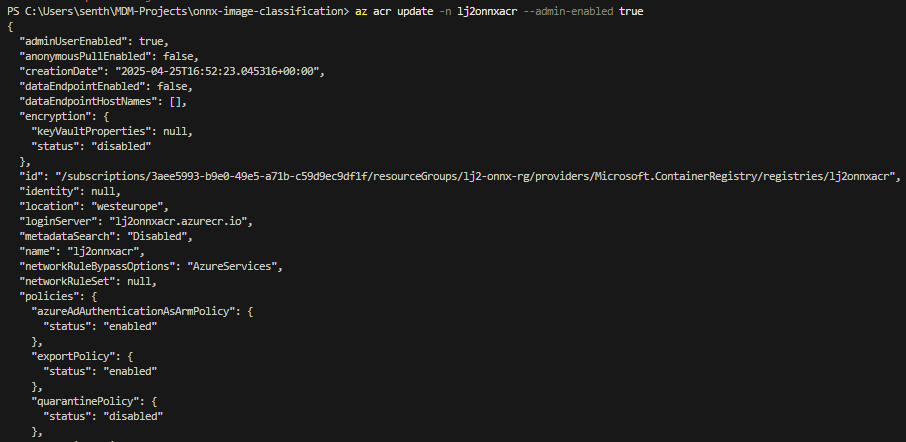 PS C:\Users\senth\MDM-Projects\onnx-image-classification> az acr update -n lj2onnxacr --admin-enabled true
{
  "adminUserEnabled": true,
  "anonymousPullEnabled": false,
  "creationDate": "2025-04-25T16:52:23.045316+00:00",
  "dataEndpointEnabled": false,
  "dataEndpointHostNames": [],
  "encryption": {
    "keyVaultProperties": null,
    "status": "disabled"
  },
  "id": "/subscriptions/3aee5993-b9e0-49e5-a71b-c59d9ec9df1f/resourceGroups/lj2-onnx-rg/providers/Microsoft.ContainerRegistry/registries/lj2onnxacr",
  "identity": null,
  "location": "westeurope",
  "loginServer": "lj2onnxacr.azurecr.io",
  "metadataSearch": "Disabled",
  "name": "lj2onnxacr",
  "networkRuleBypassOptions": "AzureServices",
  "networkRuleSet": null,
  "policies": {
    "azureAdAuthenticationAsArmPolicy": {
      "status": "enabled"
    },
    "exportPolicy": {
      "status": "enabled"
    },
    "quarantinePolicy": {
      "status": "disabled"
    },